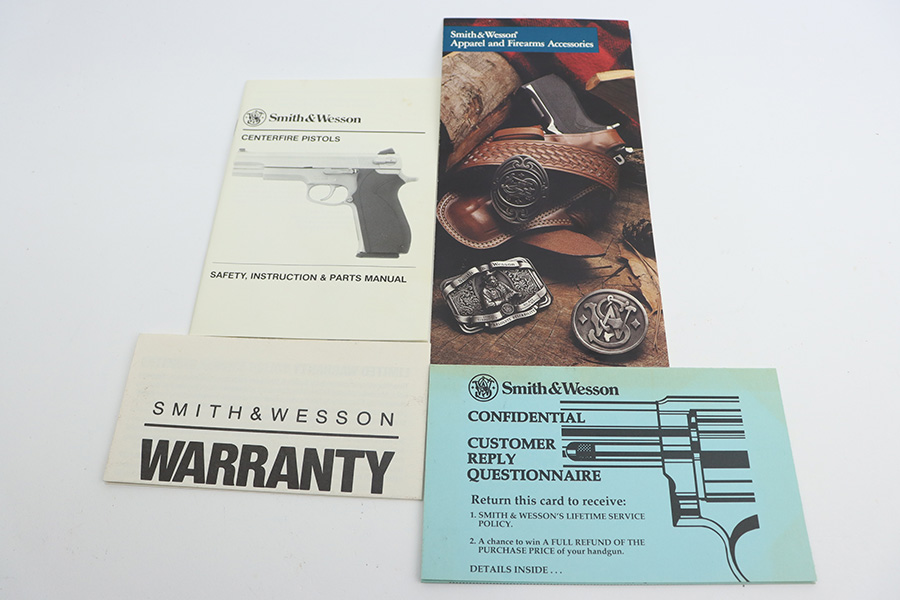 Smith & Wesson
CENTERFIRE PISTOLS
SAFETY, INSTRUCTION & PARTS MANUAL
Smith & Wesson®
Apparel and Firearms Accessories
SMITH & WESSON
WARRANTY
Smith & Wesson
CONFIDENTIAL
CUSTOMER
REPLY
QUESTIONNAIRE
Return this card to receive:
1. SMITH & WESSON'S LIFETIME SERVICE
POLICY.
2. A chance to win A FULL REFUND OF THE
PURCHASE PRICE of your handgun.
DETAILS INSIDE . . .